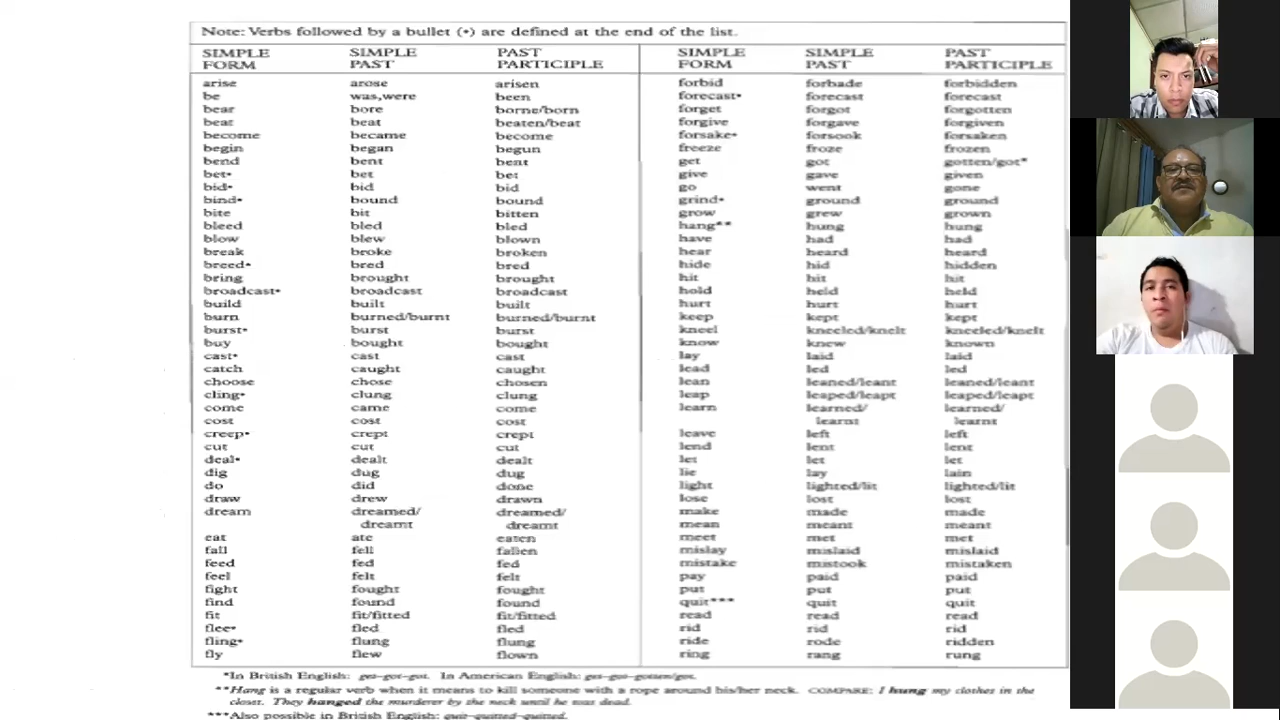 Note: Verbs followed by a bullet (•) are defined at the end of the list.
SIMPLE FORM SIMPLE PAST PAST PARTICIPLE
arise arose arisen
be was,were been
bear bore borne/born
beat beat beaten/beat
become became become
begin began begun
bend bent bent
bet• bet bet
bid• bid bid
bind• bound bound
bite bit bitten
bleed bled bled
blow blew blown
break broke broken
breed• bred bred
bring brought brought
broadcast• broadcast broadcast
build built built
burn burned/burnt burned/burnt
burst• burst burst
buy bought bought
cast• cast cast
catch caught caught
choose chose chosen
cling• clung clung
come came come
cost cost cost
creep• crept crept
cut cut cut
deal• dealt dealt
dig dug dug
do did done
draw drew drawn
dream dreamed/ dreamed/
dreamt dreamt
eat ate eaten
fall fell fallen
feed fed fed
feel felt felt
fight fought fought
find found found
fit fit/fitted fit/fitted
flee• fled fled
fling• flung flung
fly flew flown
SIMPLE FORM SIMPLE PAST PAST PARTICIPLE
forbid forbade forbidden
forecast• forecast forecast
forget forgot forgotten
forgive forgave forgiven
forsake• forsook forsaken
freeze froze frozen
get got gotten/got*
give gave given
go went gone
grind• ground ground
grow grew grown
hang** hung hung
have had had
hear heard heard
hide hid hidden
hit hit hit
hold held held
hurt hurt hurt
keep kept kept
kneel kneeled/knelt kneeled/knelt
know knew known
lay laid laid
lead led led
lean leaned/leant leaned/leant
leap leaped/leapt leaped/leapt
learn learned/ learned/
learnt learnt
leave left left
lend lent lent
let let let
lie lay lain
light lighted/lit lighted/lit
lose lost lost
make made made
mean meant meant
meet met met
mislay mislaid mislaid
mistake mistook mistaken
pay paid paid
put put put
quit*** quit quit
read read read
rid rid rid
ride rode ridden
ring rang rung
*In British English: get-got-got. In American English: get-got-gotten/got.
**Hang is a regular verb when it means to kill someone with a rope around his/her neck. COMPARE: I hung my clothes in the
closet. They hanged the murderer by the neck until he was dead.
***Also possible in British English: quit-quitted-quitted.